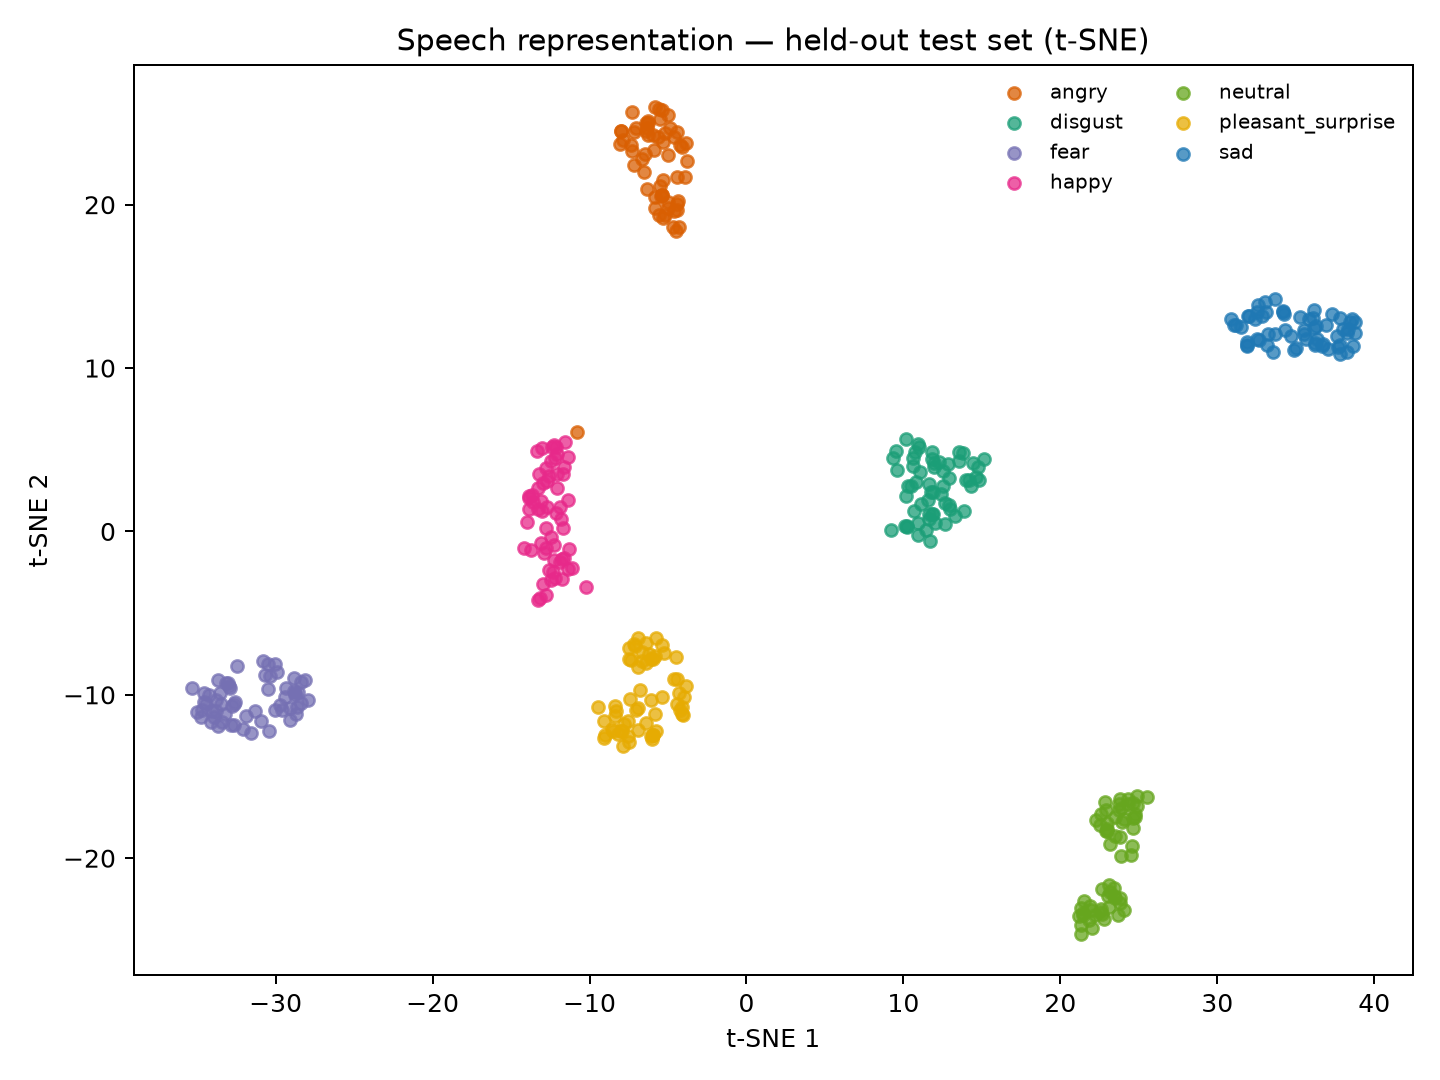 Speech representation — held-out test set (t-SNE)
angry
disgust
fear
happy
neutral
pleasant_surprise
sad
20
10
0
−10
−20
t-SNE 2
−30
−20
−10
0
10
20
30
40
t-SNE 1